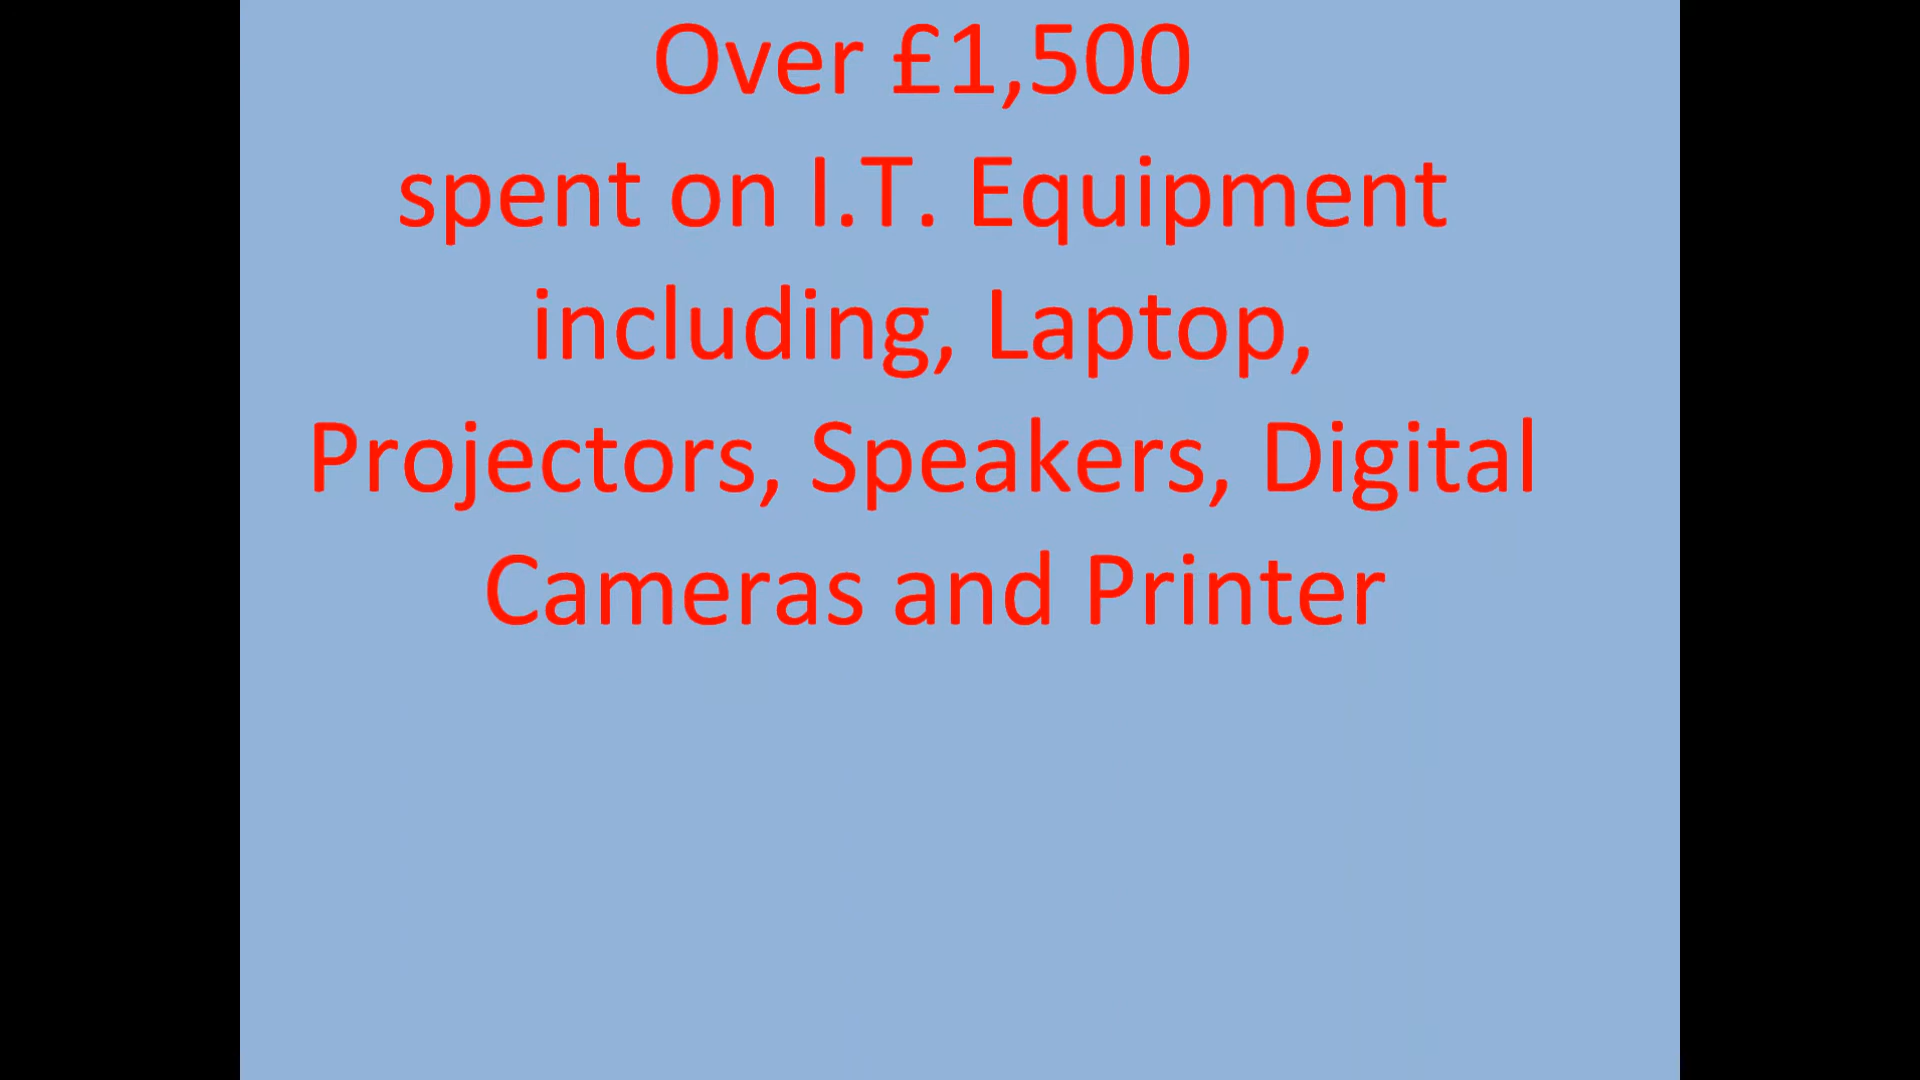 Over £1,500
spent on I.T. Equipment
including, Laptop,
Projectors, Speakers, Digital
Cameras and Printer